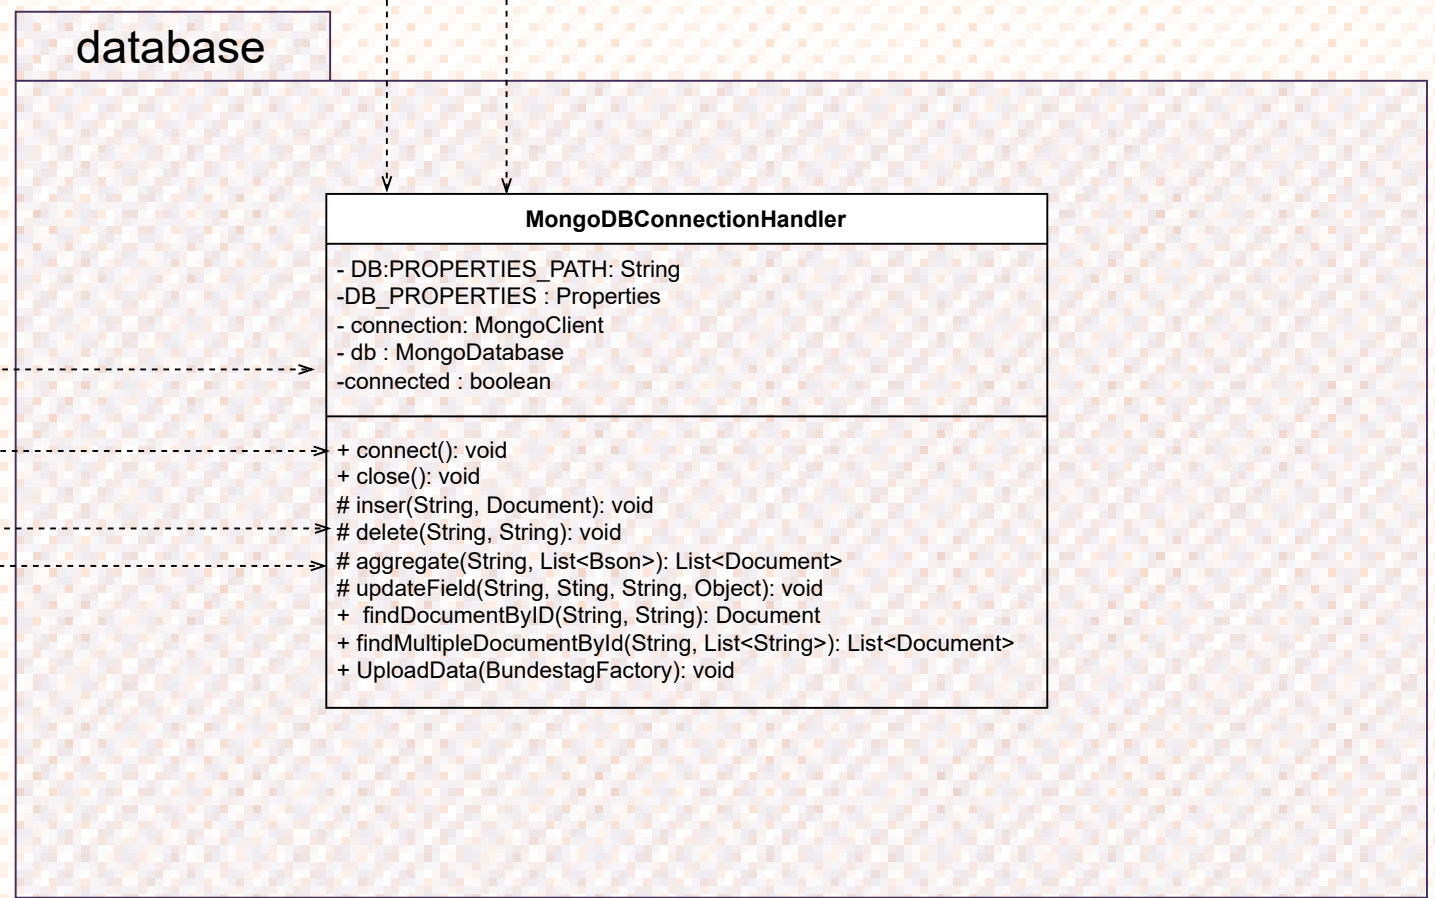 database
MongoDBConnectionHandler
- DB:PROPERTIES_PATH: String
-DB_PROPERTIES : Properties
- connection: MongoClient
- db : MongoDatabase
-connected : boolean
+ connect(): void
+ close(): void
# inser(String, Document): void
# delete(String, String): void
# aggregate(String, List<Bson>): List<Document>
# updateField(String, Sting, String, Object): void
+  findDocumentByID(String, String): Document
+ findMultipleDocumentById(String, List<String>): List<Document>
+ UploadData(BundestagFactory): void